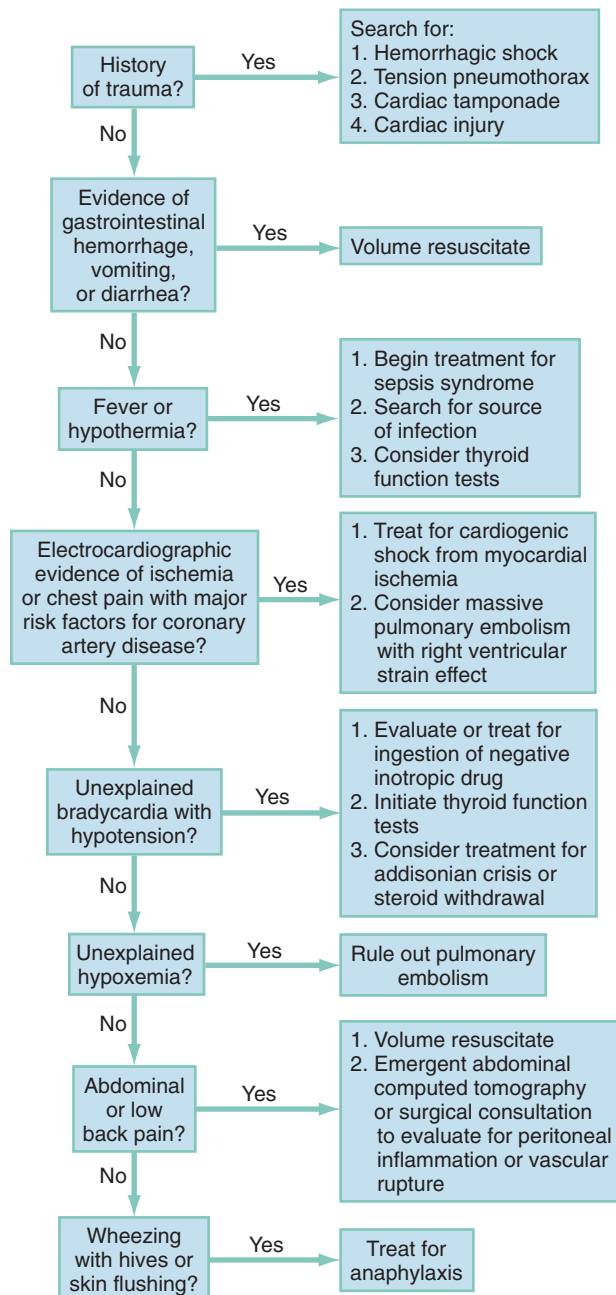 History
of trauma?
Yes
Search for:
1. Hemorrhagic shock
2. Tension pneumothorax
3. Cardiac tamponade
4. Cardiac injury
No
Evidence of
gastrointestinal
hemorrhage,
vomiting,
or diarrhea?
Yes
Volume resuscitate
No
Fever or
hypothermia?
Yes
1. Begin treatment for
sepsis syndrome
2. Search for source
of infection
3. Consider thyroid
function tests
No
Electrocardiographic
evidence of ischemia
or chest pain with major
risk factors for coronary
artery disease?
Yes
1. Treat for cardiogenic
shock from myocardial
ischemia
2. Consider massive
pulmonary embolism
with right ventricular
strain effect
No
Unexplained
bradycardia with
hypotension?
Yes
1. Evaluate or treat for
ingestion of negative
inotropic drug
2. Initiate thyroid function
tests
3. Consider treatment for
addisonian crisis or
steroid withdrawal
No
Unexplained
hypoxemia?
Yes
Rule out pulmonary
embolism
No
Abdominal
or low
back pain?
Yes
1. Volume resuscitate
2. Emergent abdominal
computed tomography
or surgical consultation
to evaluate for peritoneal
inflammation or vascular
rupture
No
Wheezing
with hives or
skin flushing?
Yes
Treat for
anaphylaxis